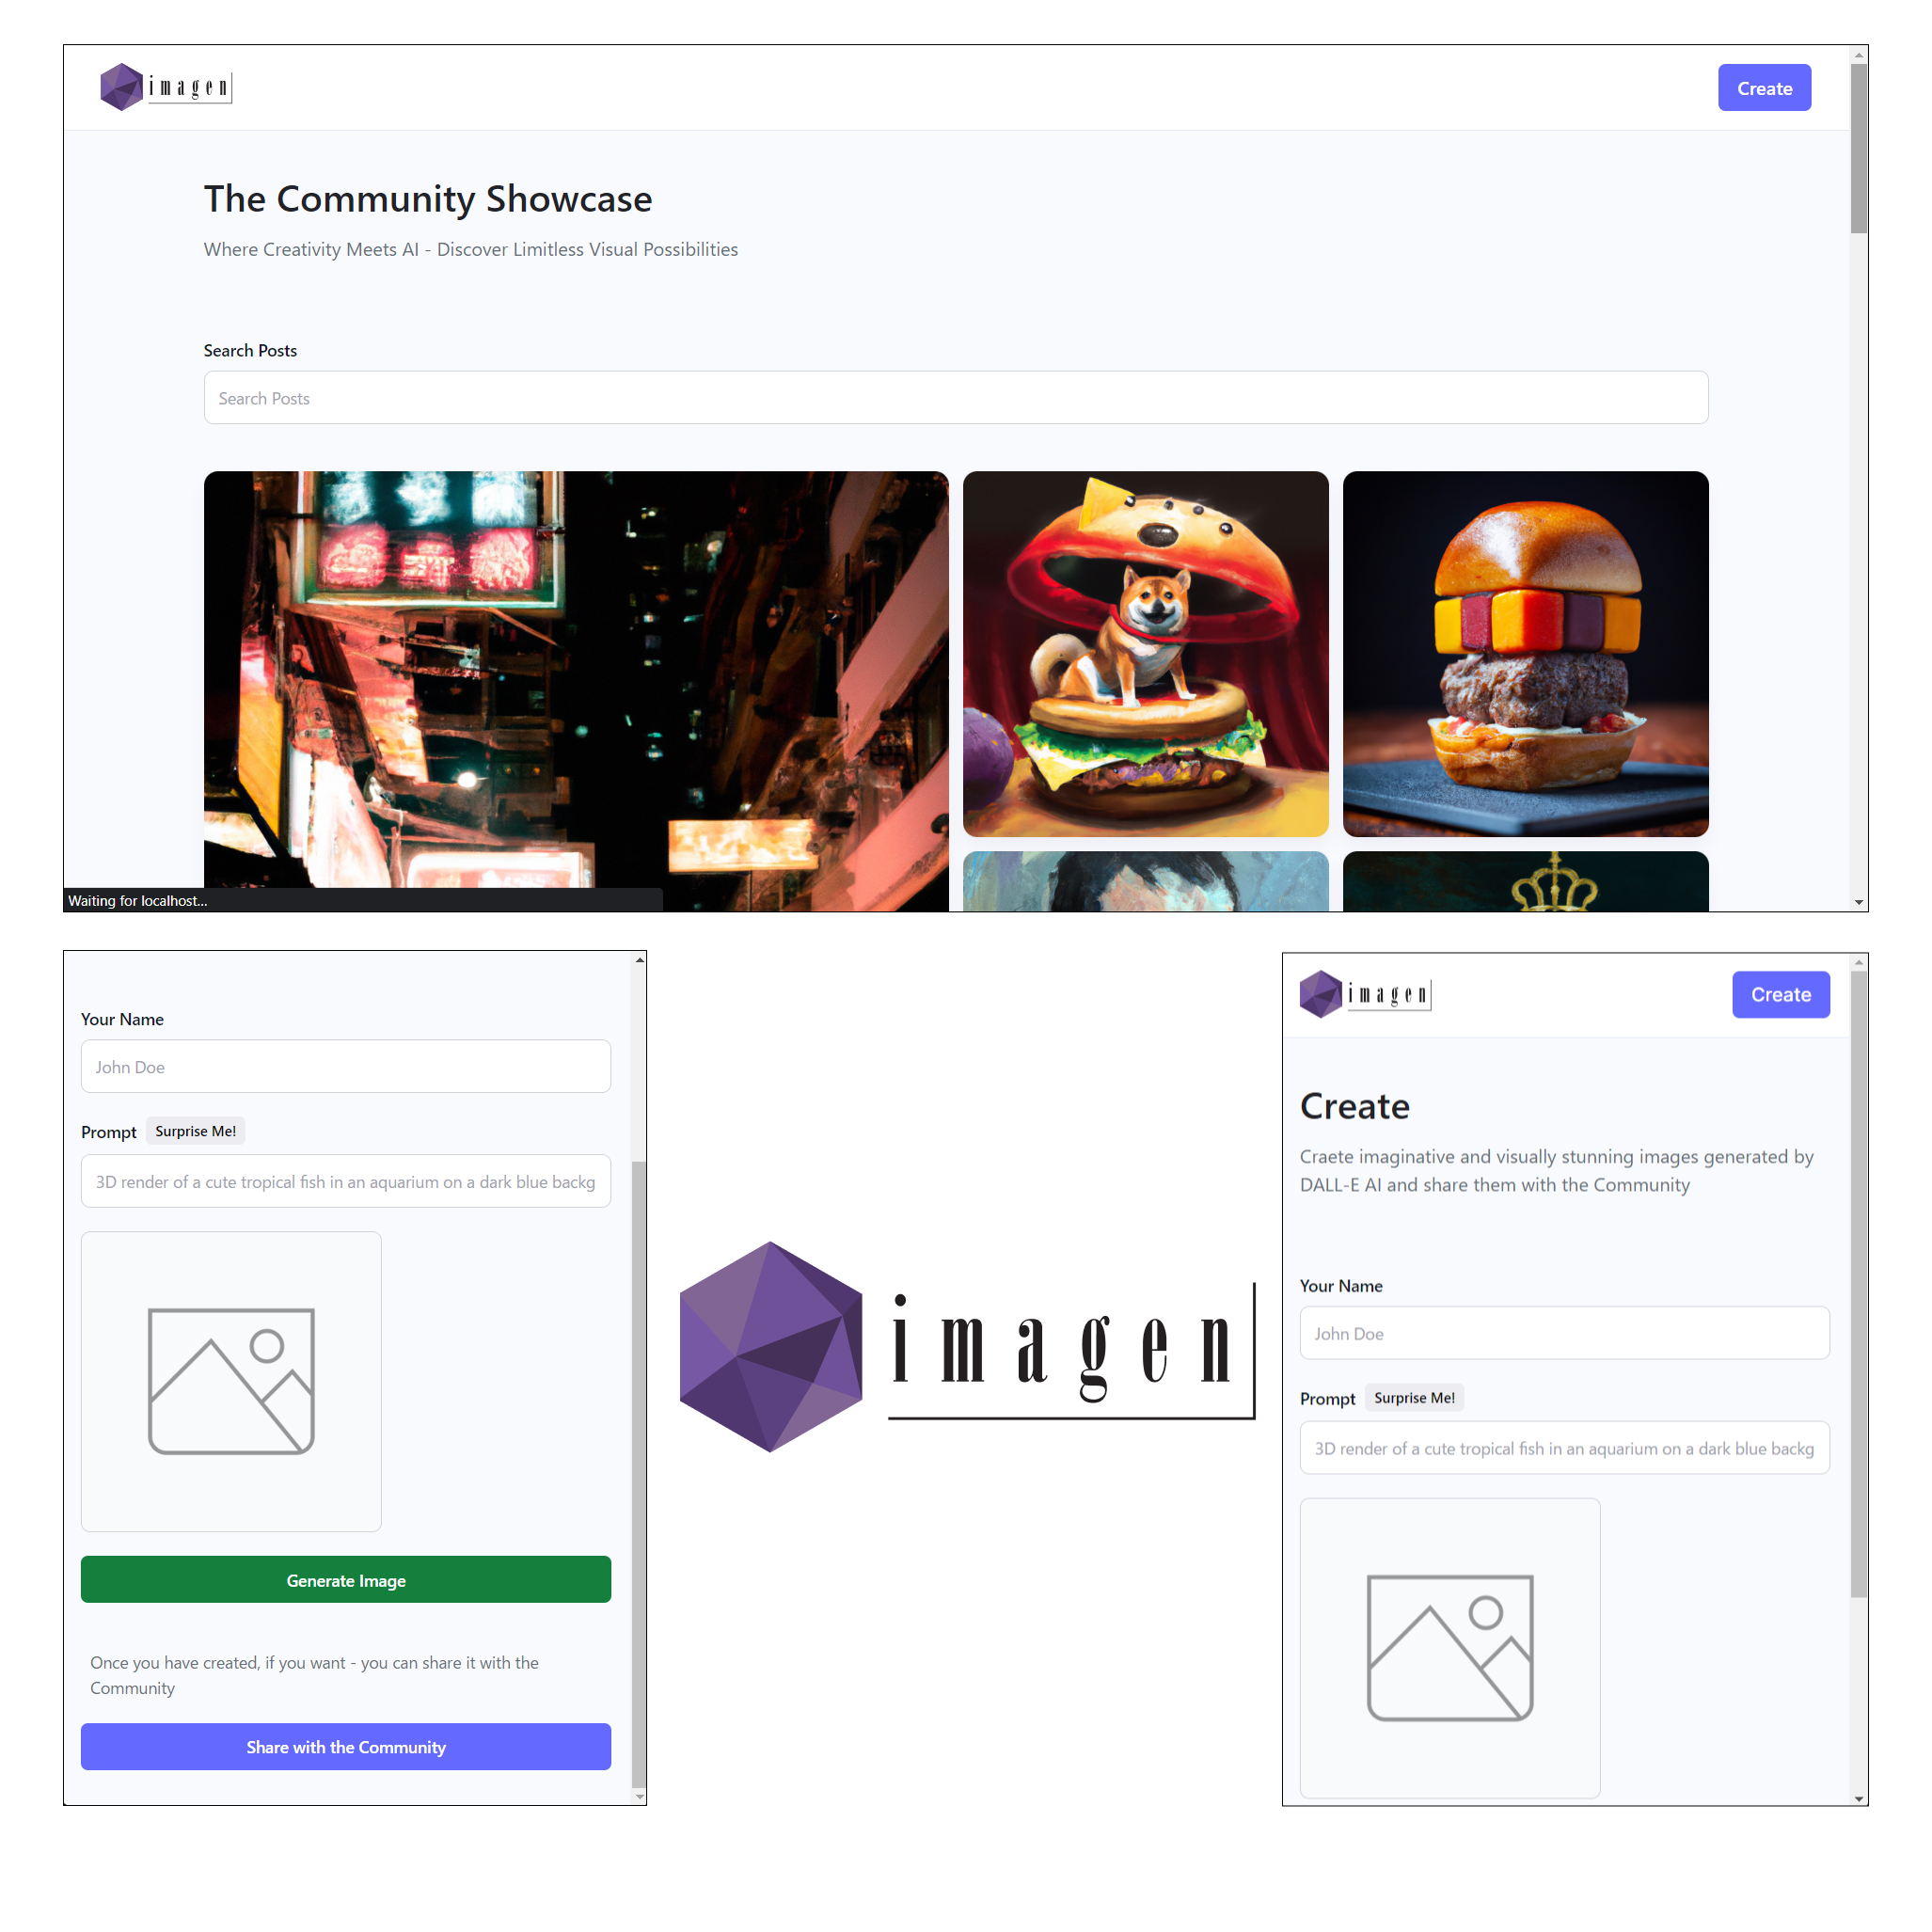 imagen
Create
The Community Showcase
Where Creativity Meets AI - Discover Limitless Visual Possibilities
Search Posts
Search Posts
Waiting for localhost...
Your Name
John Doe
Prompt Surprise Me!
3D render of a cute tropical fish in an aquarium on a dark blue backg
Generate Image
Once you have created, if you want - you can share it with the
Community
Share with the Community
imagen
imagen
Create
Create
Craete imaginative and visually stunning images generated by
DALL-E AI and share them with the Community
Your Name
John Doe
Prompt Surprise Me!
3D render of a cute tropical fish in an aquarium on a dark blue backg